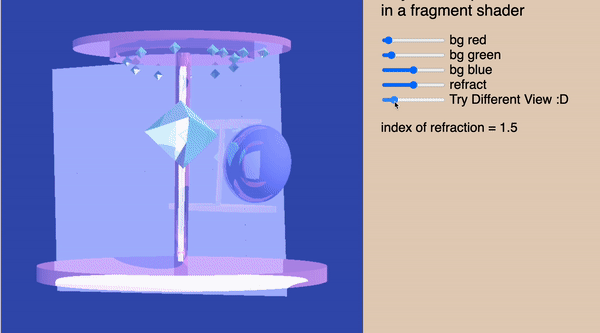 in a fragment shader
bg red
bg green
bg blue
refract
Try Different View :D
index of refraction = 1.5